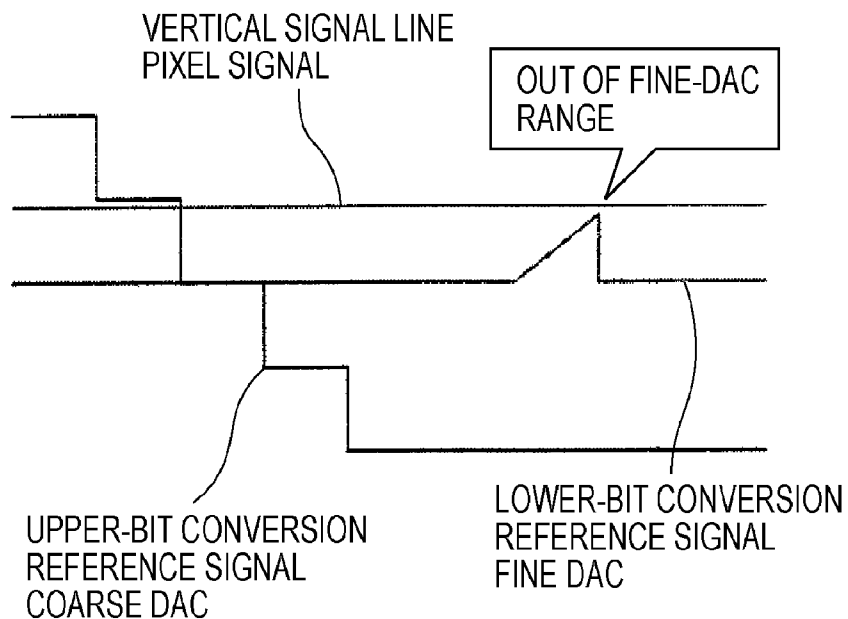 VERTICAL SIGNAL LINE
PIXEL SIGNAL
OUT OF FINE-DAC
RANGE
UPPER-BIT CONVERSION
REFERENCE SIGNAL
COARSE DAC
LOWER-BIT CONVERSION
REFERENCE SIGNAL
FINE DAC